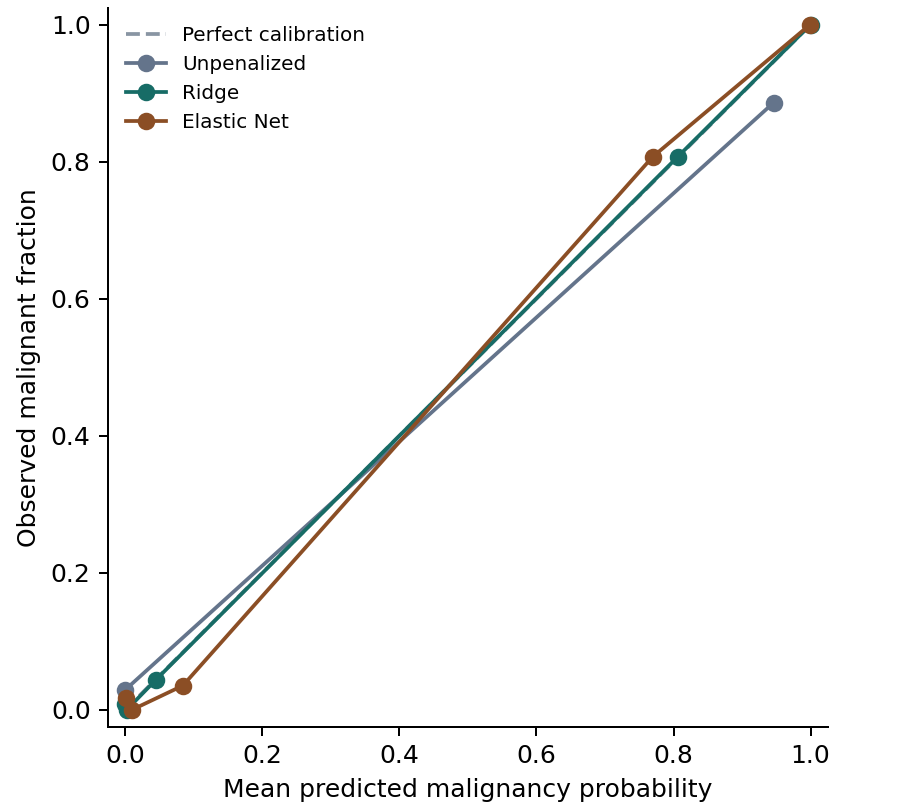 1.0
0.8
0.6
0.4
0.2
0.0
Observed malignant fraction
Perfect calibration
Unpenalized
Ridge
Elastic Net
0.0 0.2 0.4 0.6 0.8 1.0
Mean predicted malignancy probability